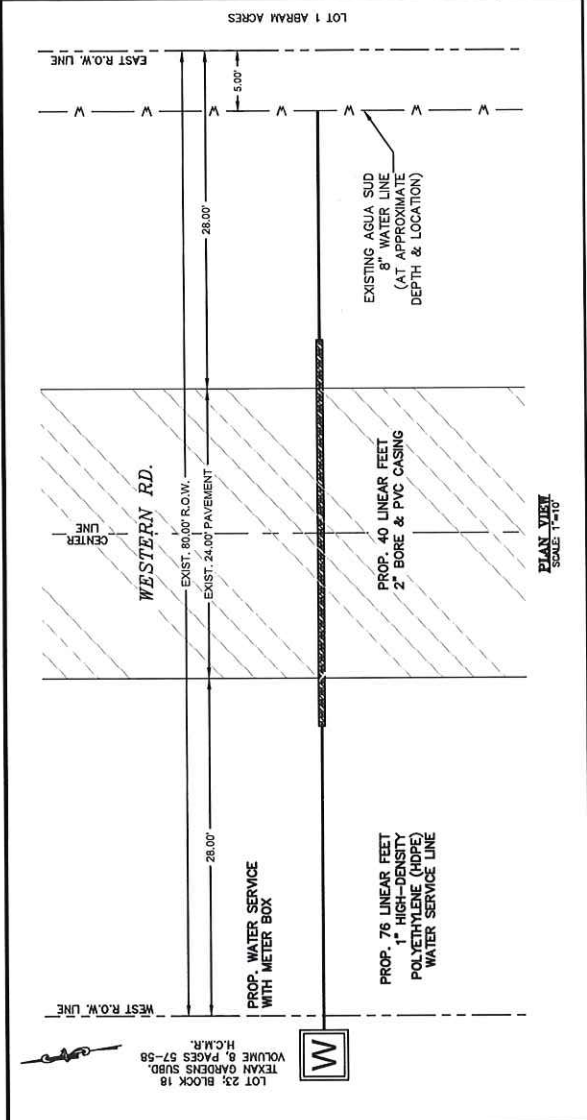 LOT 23; BLOCK 18
TEXAN GARDENS SUBD.
VOLUME 8, PAGES 57-58
H.C.M.R.
WEST R.O.W. LINE
W
PROP. WATER SERVICE
WITH METER BOX
PROP. 76 LINEAR FEET
1" HIGH-DENSITY
POLYETHYLENE (HDPE)
WATER SERVICE LINE
28.00'
WESTERN RD.
CENTER
LINE
EXIST. 80.00' R.O.W.
EXIST. 24.00' PAVEMENT
PROP. 40 LINEAR FEET
2" BORE & PVC CASING
PLAN VIEW
SCALE: 1"=10'
28.00'
EXISTING AGUA SUD
8" WATER LINE
(AT APPROXIMATE
DEPTH & LOCATION)
W W W W W W W
5.00'
EAST R.O.W. LINE
LOT 1 ABRAM ACRES